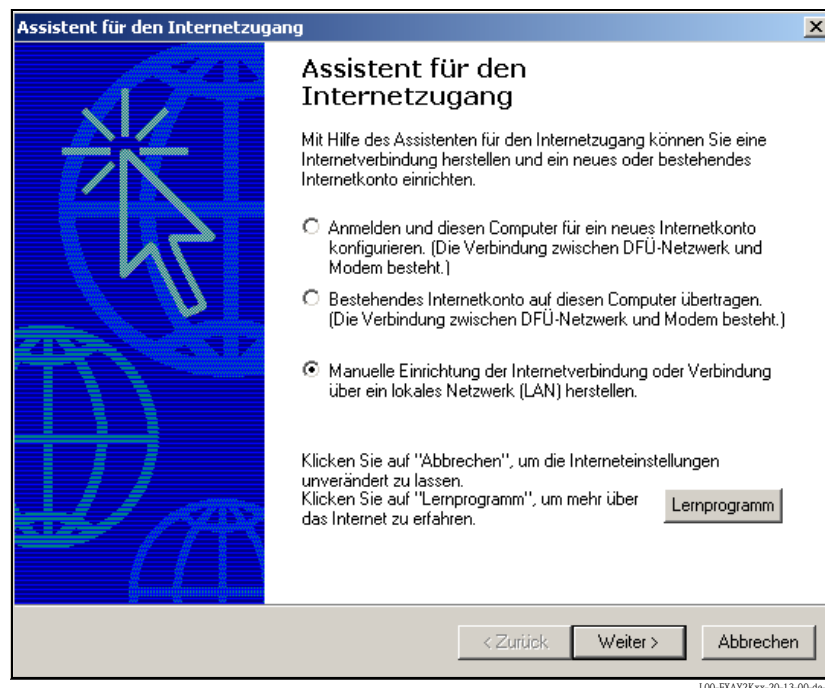 Assistent für den Internetzugang
Assistent für den
Internetzugang
Mit Hilfe des Assistenten für den Internetzugang können Sie eine
Internetverbindung herstellen und ein neues oder bestehendes
Internetkonto einrichten.
Anmelden und diesen Computer für ein neues Internetkonto
konfigurieren. (Die Verbindung zwischen DFÜ-Netzwerk und
Modem besteht.)
Bestehendes Internetkonto auf diesen Computer übertragen.
(Die Verbindung zwischen DFÜ-Netzwerk und Modem besteht.)
Manuelle Einrichtung der Internetverbindung oder Verbindung
über ein lokales Netzwerk (LAN) herstellen.
Klicken Sie auf "Abbrechen", um die Interneteinstellungen
unverändert zu lassen.
Klicken Sie auf "Lernprogramm", um mehr über
das Internet zu erfahren.
Lernprogramm
< Zurück
Weiter >
Abbrechen